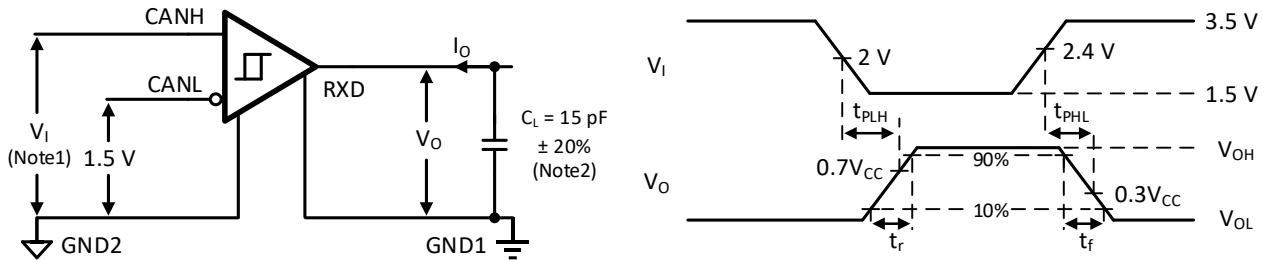 CANH
CANL
V_I
(Note1)
1.5 V
GND2
RXD
I_O
V_O
C_L = 15 pF
± 20%
(Note2)
GND1
V_I
2 V
2.4 V
3.5 V
1.5 V
t_PLH
t_PHL
V_O
0.7V_CC
90%
10%
0.3V_CC
V_OH
V_OL
t_r
t_f